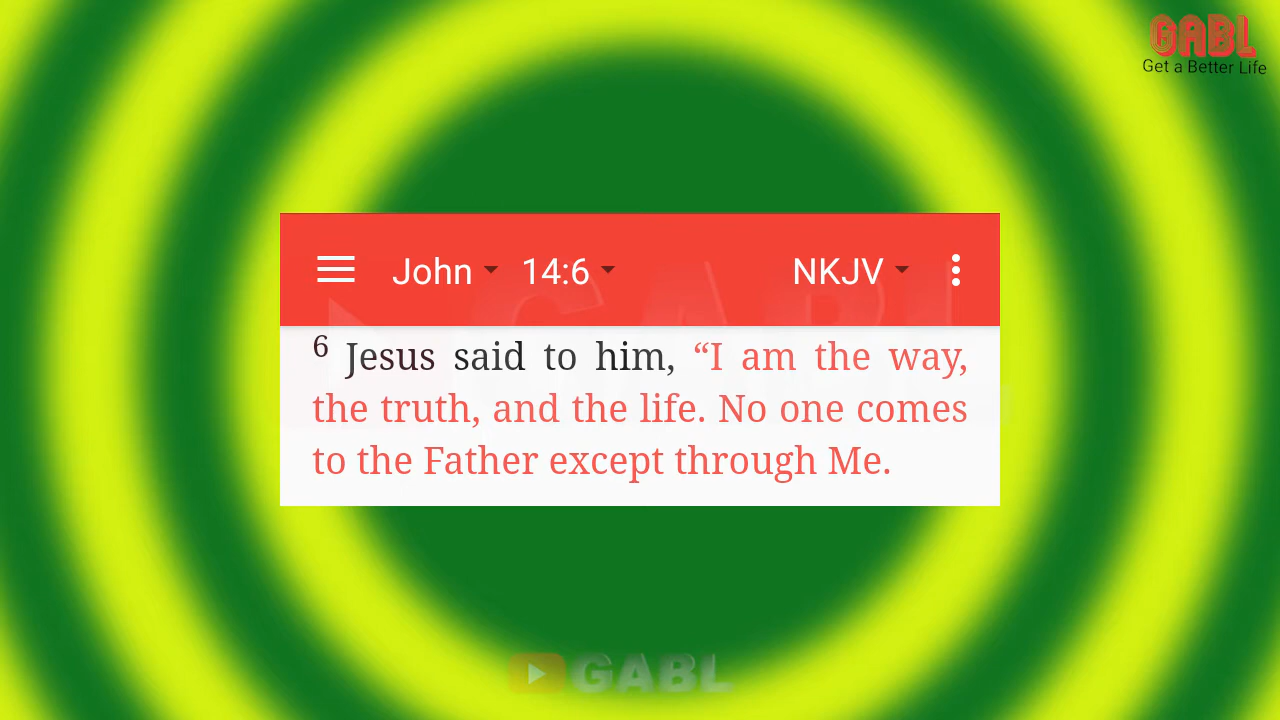 GABL
Get a Better Life
John 14:6 NKJV
6 Jesus said to him, “I am the way,
the truth, and the life. No one comes
to the Father except through Me.
GABL